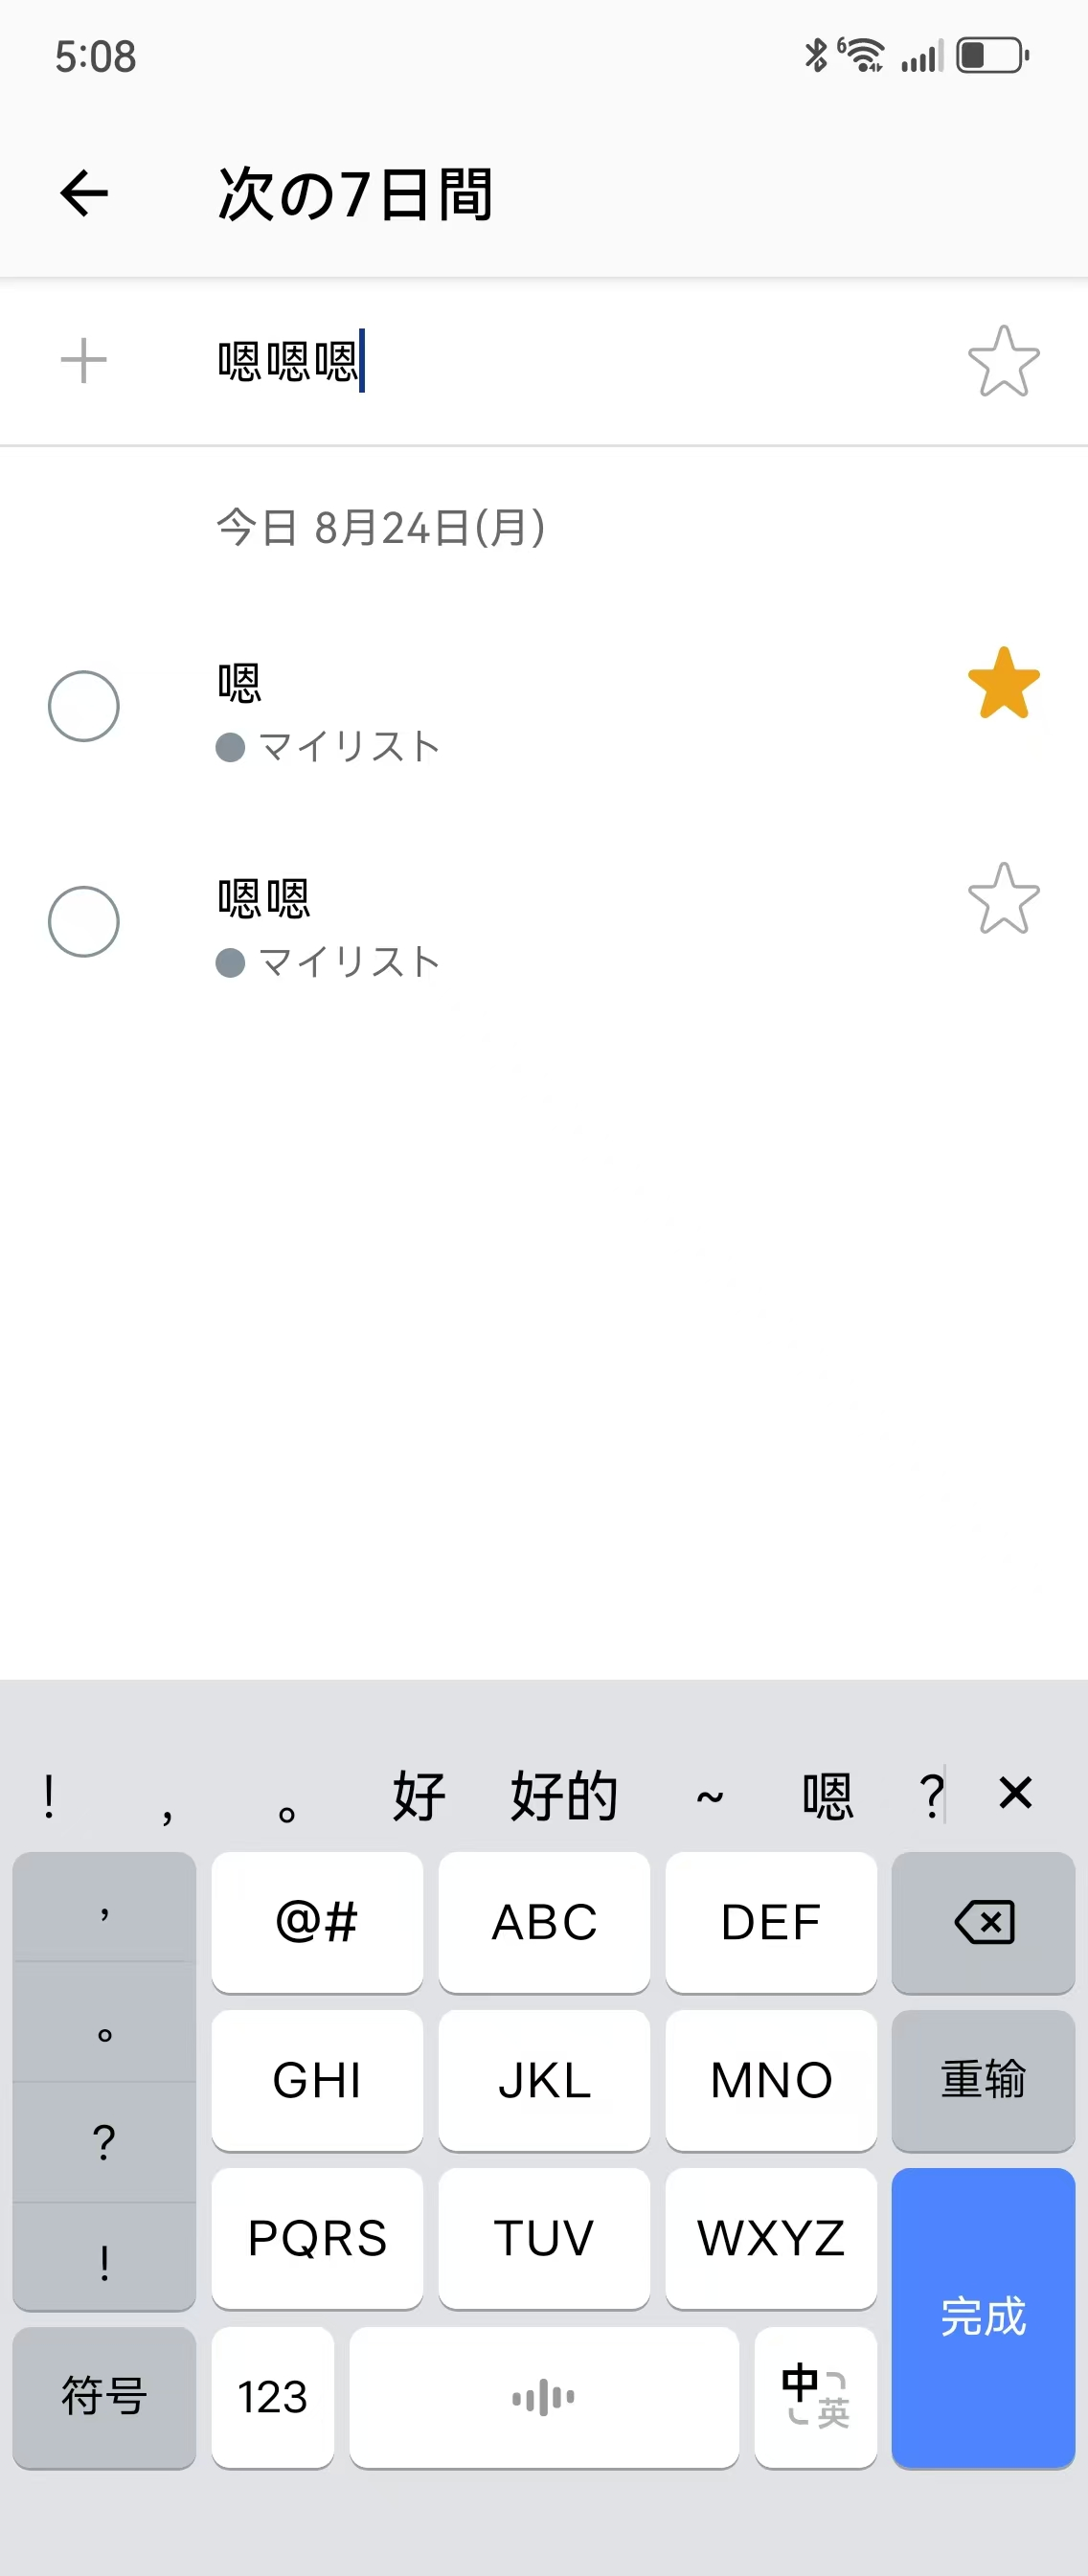 5:08
6
次の7日間
嗯嗯嗯
今日 8月24日(月)
嗯
マイリスト
嗯嗯
マイリスト
! , 。 好 好的 ~ 嗯 ?
, @# ABC DEF
。
? GHI JKL MNO 重输
! PQRS TUV WXYZ
完成
符号 123 中英